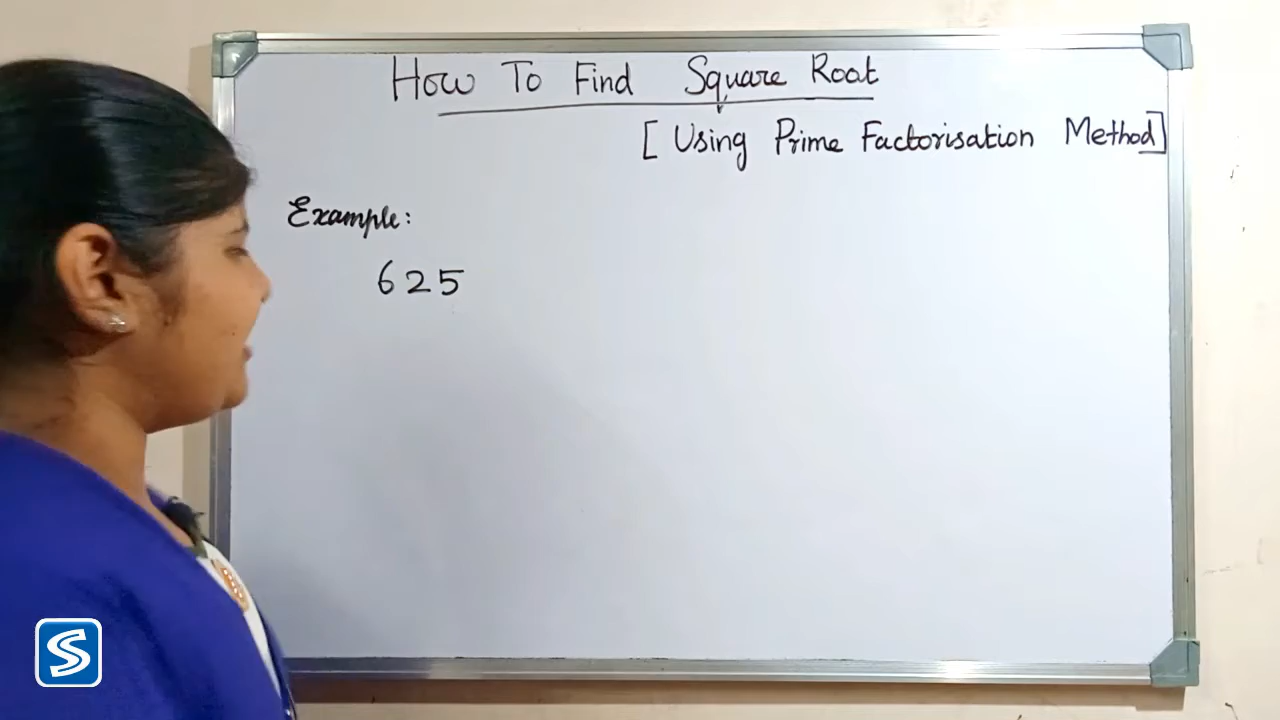 How To Find Square Root
[Using Prime Factorisation Method]
Example:
625
S